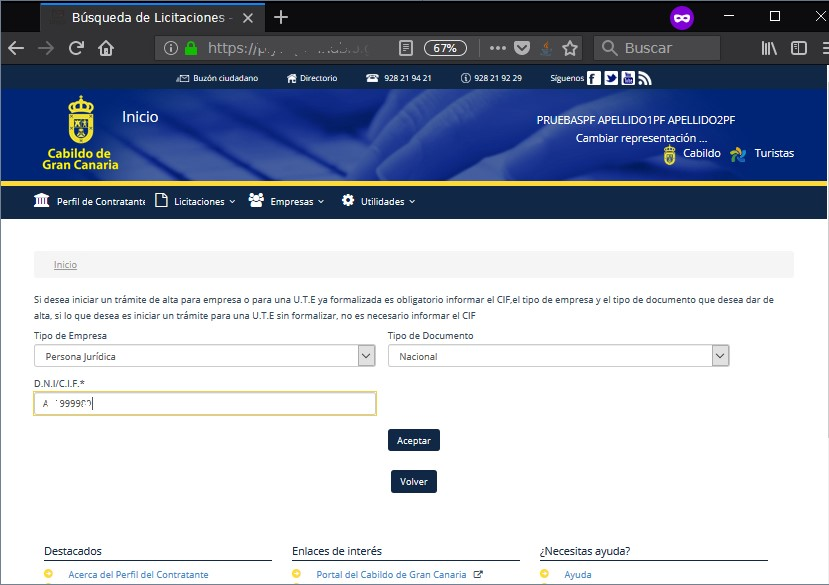 Búsqueda de Licitaciones -
https://
67%
Buscar
Buzón ciudadano
Directorio
928 21 94 21
928 21 92 29
Síguenos
Inicio
PRUEBASPF APELLIDO1PF APELLIDO2PF
Cambiar representación ...
Cabildo
Turistas
Cabildo de
Gran Canaria
Perfil de Contratante
Licitaciones
Empresas
Utilidades
Inicio
Si desea iniciar un trámite de alta para empresa o para una U.T.E ya formalizada es obligatorio informar el CIF,el tipo de empresa y el tipo de documento que desea dar de
alta, si lo que desea es iniciar un trámite para una U.T.E sin formalizar, no es necesario informar el CIF
Tipo de Empresa
Tipo de Documento
Persona Jurídica
Nacional
D.N.I/C.I.F.*
Aceptar
Volver
Destacados
Enlaces de interés
¿Necesitas ayuda?
Acerca del Perfil del Contratante
Portal del Cabildo de Gran Canaria
Ayuda